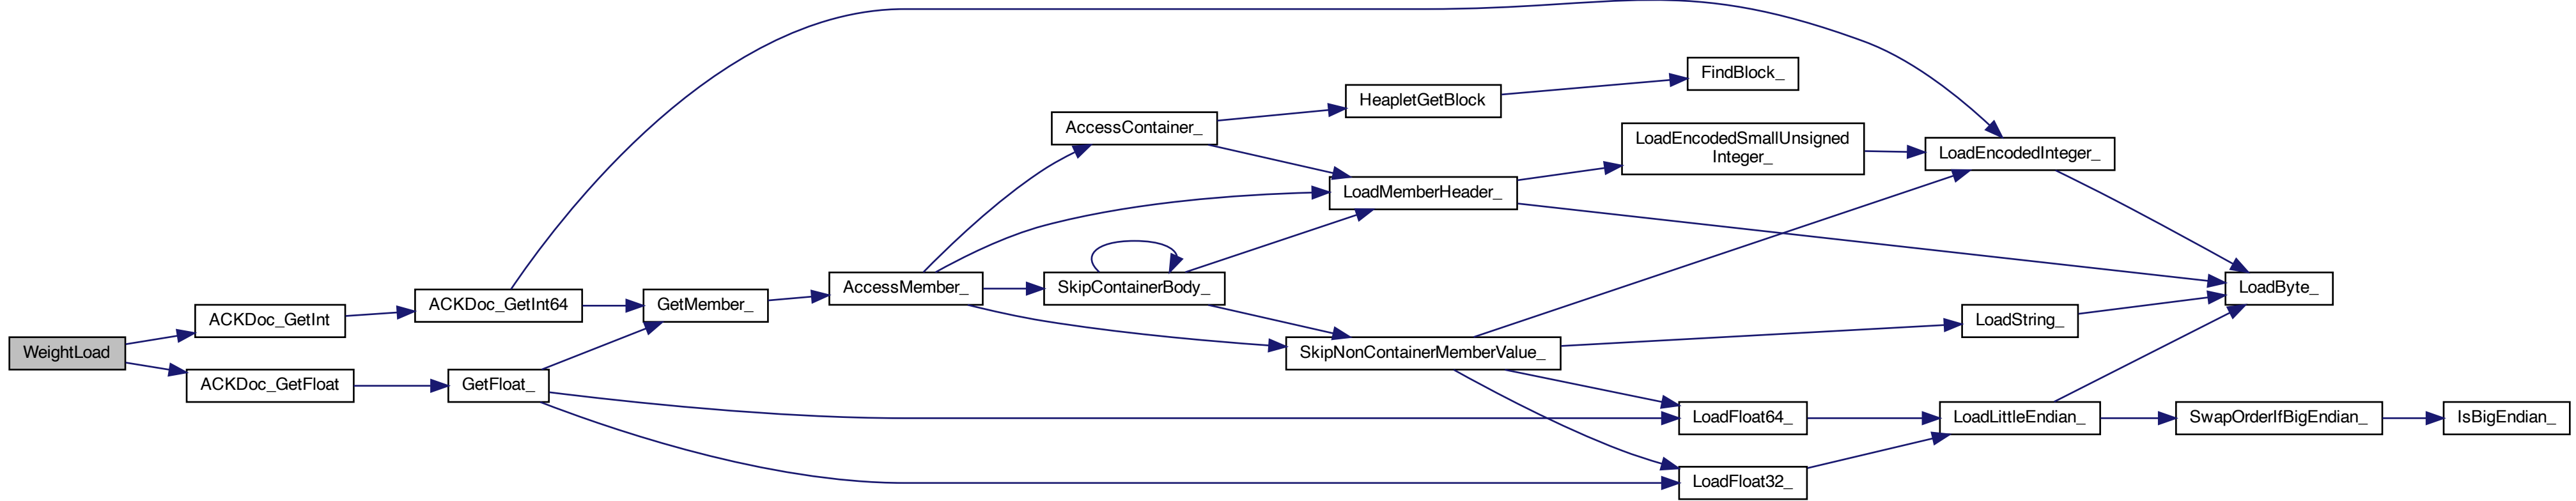 WeightLoad
ACKDoc_GetInt
ACKDoc_GetFloat
ACKDoc_GetInt64
GetFloat_
GetMember_
AccessMember_
AccessContainer_
SkipContainerBody_
HeapletGetBlock
LoadMemberHeader_
SkipNonContainerMemberValue_
FindBlock_
LoadEncodedSmallUnsigned
Integer_
LoadFloat64_
LoadFloat32_
LoadEncodedInteger_
LoadString_
LoadLittleEndian_
LoadByte_
SwapOrderIfBigEndian_
IsBigEndian_